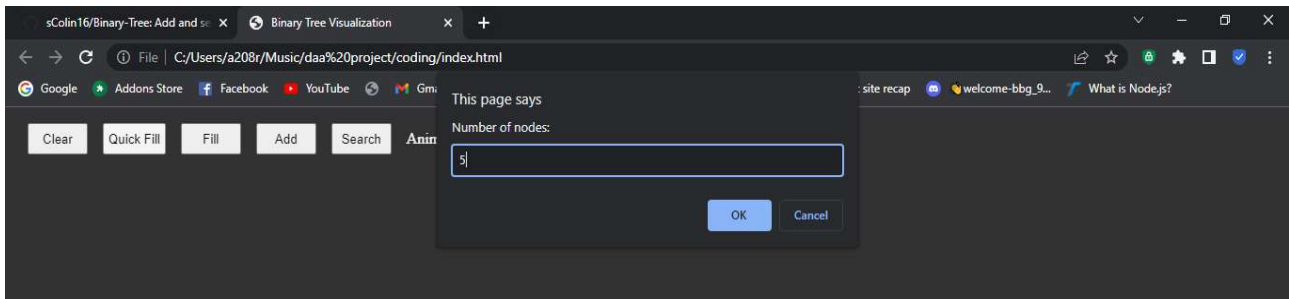 sColin16/Binary-Tree: Add and se
Binary Tree Visualization
File | C:/Users/a208r/Music/daa%20project/coding/index.html
Google Addons Store Facebook YouTube Gma site recap welcome-bbg_9... What is Node.js?
This page says
Number of nodes:
5
OK Cancel
Clear Quick Fill Fill Add Search Anim